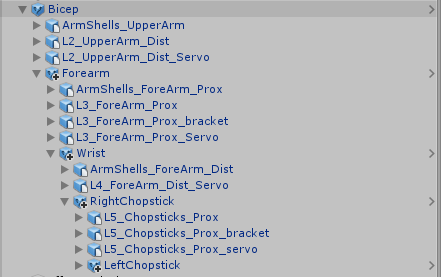 Bicep
ArmShells_UpperArm
L2_UpperArm_Dist
L2_UpperArm_Dist_Servo
Forearm
ArmShells_ForeArm_Prox
L3_ForeArm_Prox
L3_ForeArm_Prox_bracket
L3_ForeArm_Prox_Servo
Wrist
ArmShells_ForeArm_Dist
L4_ForeArm_Dist_Servo
RightChopstick
L5_Chopsticks_Prox
L5_Chopsticks_Prox_bracket
L5_Chopsticks_Prox_servo
LeftChopstick